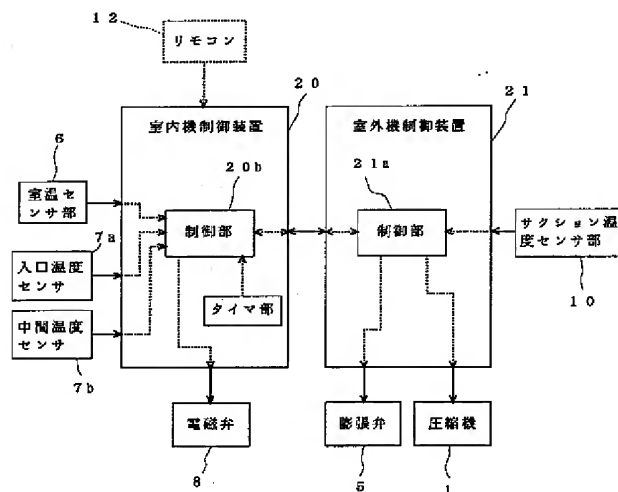 １２
リモコン
２０
２１
室内機制御装置
室外機制御装置
６
２０ｂ
２１ａ
室温セ
ンサ部
制御部
制御部
サクション温
度センサ部
７ａ
入口温度
センサ
１０
タイマ部
中間温度
センサ
７ｂ
電磁弁
膨張弁
圧縮機
８
５
１